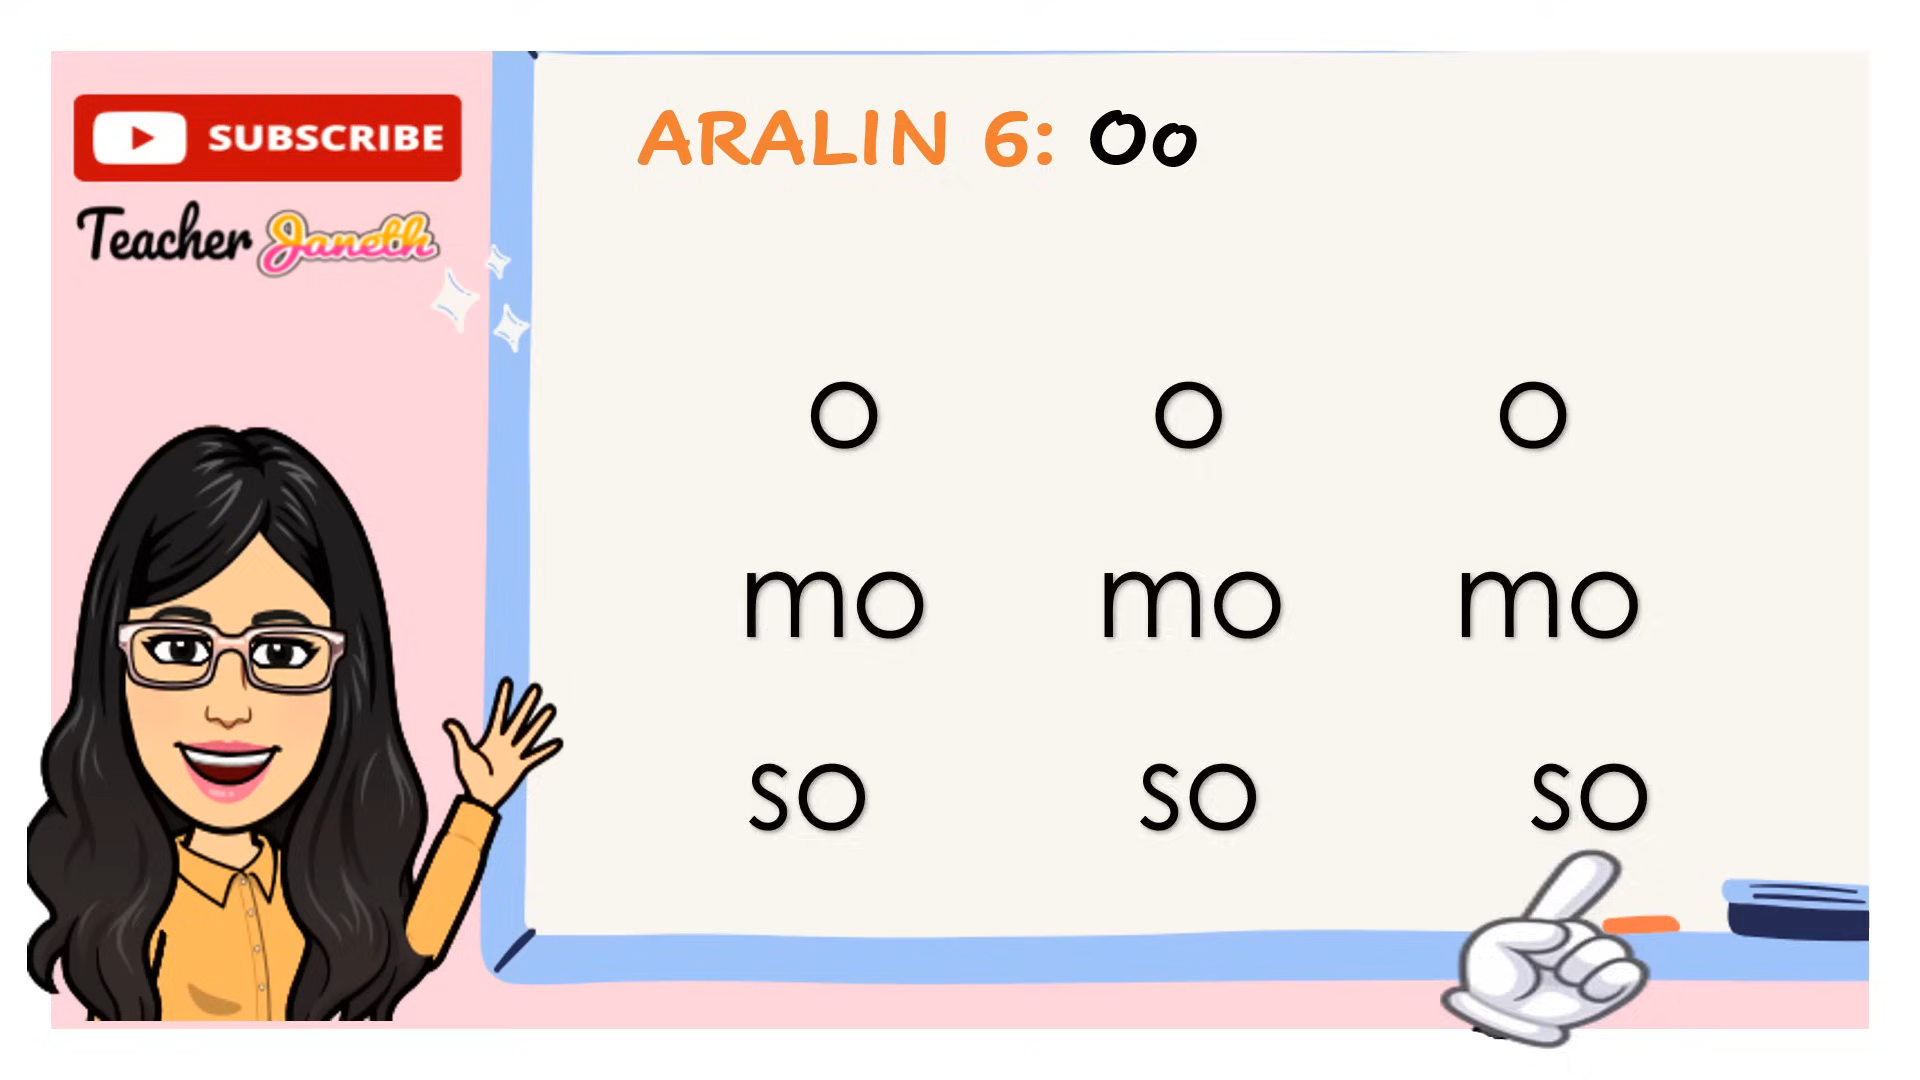 SUBSCRIBE
Teacher Janeth
ARALIN 6: Oo
o o o
mo mo mo
so so so